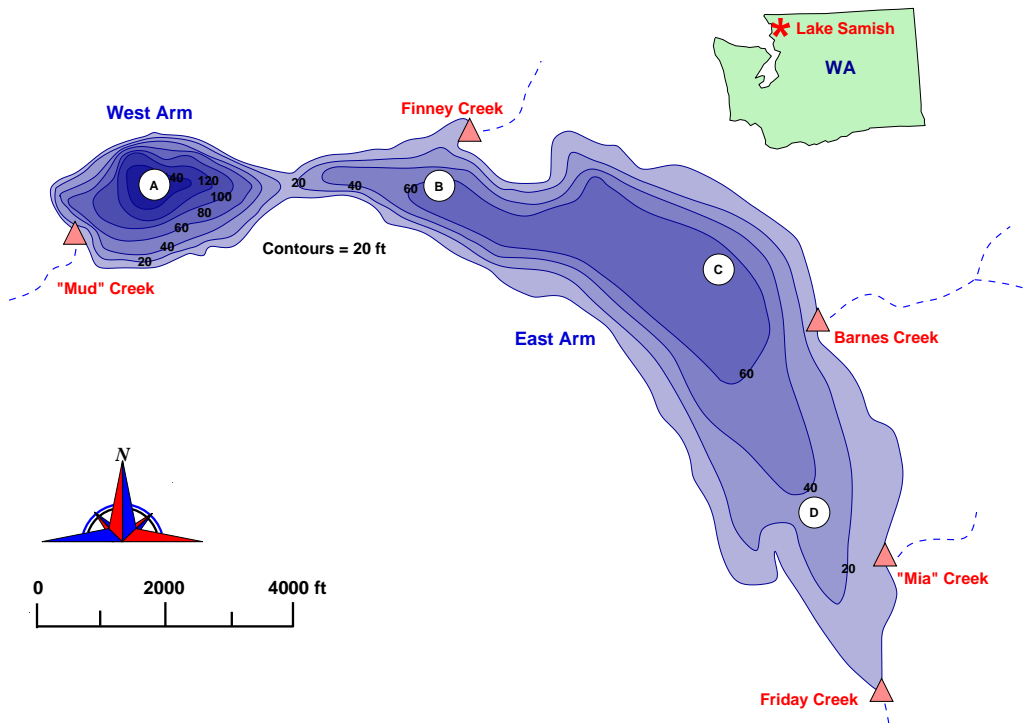 Lake Samish
WA
West Arm
Finney Creek
A
40
120
100
80
60
40
20
20
40
60
B
"Mud" Creek
Contours = 20 ft
C
East Arm
Barnes Creek
60
N
40
D
20
"Mia" Creek
0 2000 4000 ft
Friday Creek